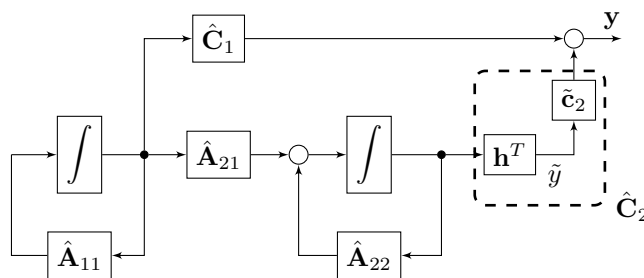 y
Ĉ₁
c̃₂
∫
Â₂₁
∫
hᵀ
ỹ
Ĉ₂
Â₁₁
Â₂₂